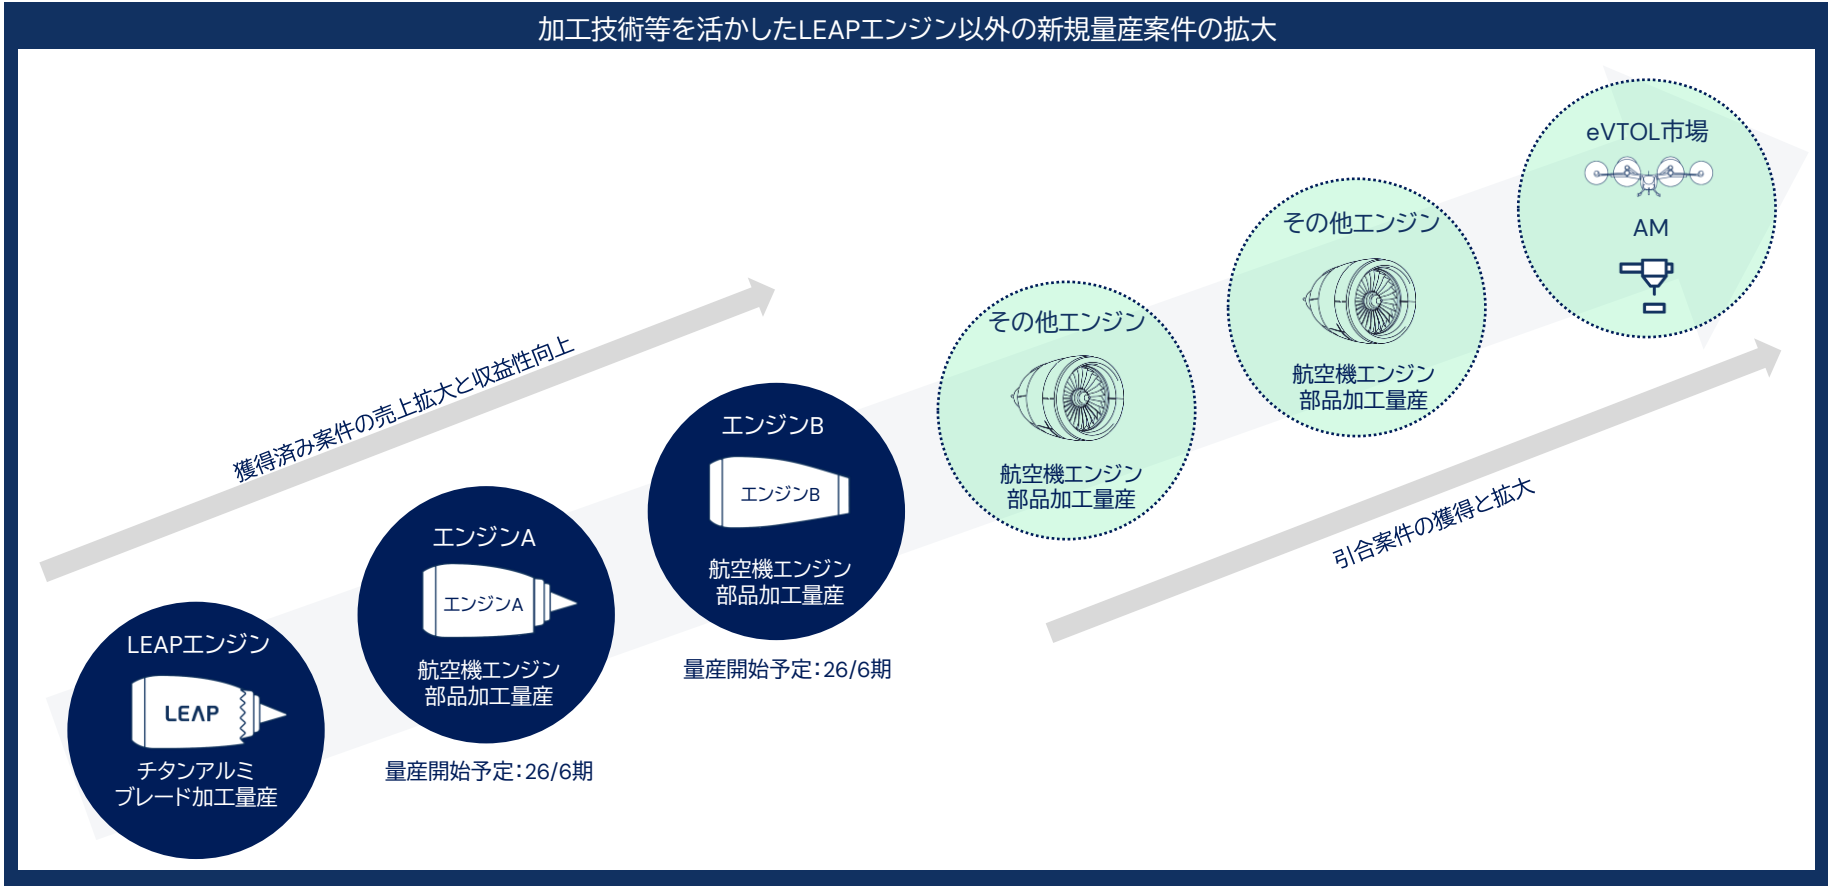 加工技術等を活かしたLEAPエンジン以外の新規量産案件の拡大
獲得済み案件の売上拡大と収益性向上
LEAPエンジン
LEAP
チタンアルミ
ブレード加工量産
エンジンA
エンジンA
航空機エンジン
部品加工量産
量産開始予定：26/6期
エンジンB
エンジンB
航空機エンジン
部品加工量産
量産開始予定：26/6期
その他エンジン
航空機エンジン
部品加工量産
その他エンジン
航空機エンジン
部品加工量産
eVTOL市場
AM
引合案件の獲得と拡大